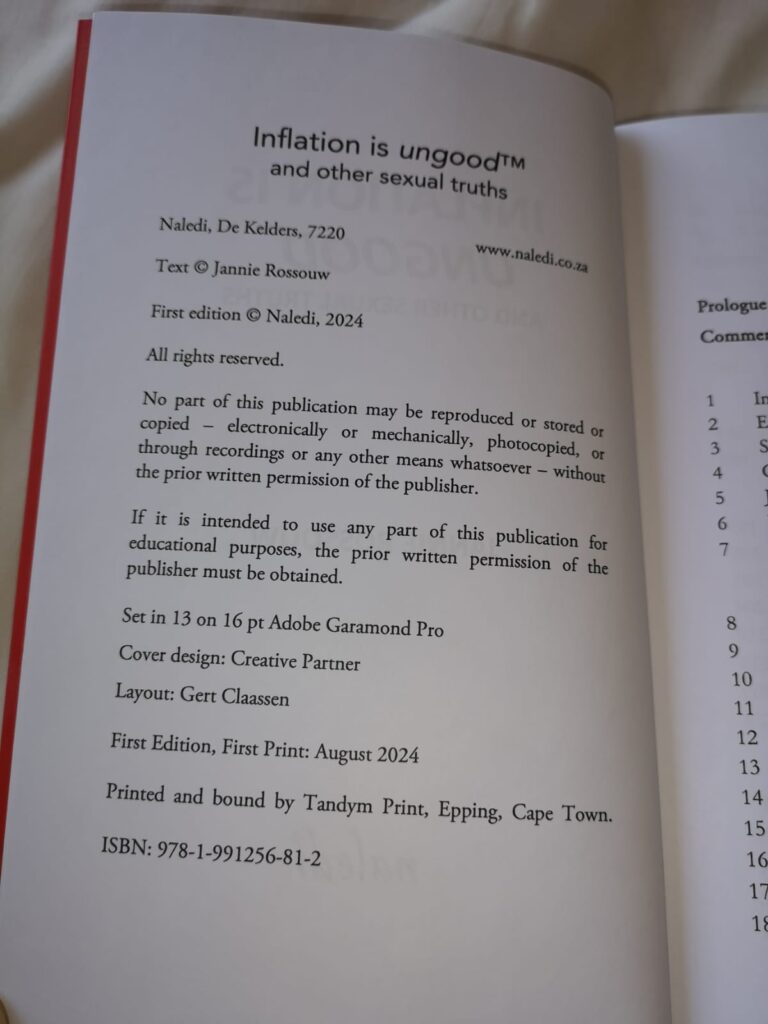 Inflation is ungood™
and other sexual truths
Naledi, De Kelders, 7220
www.naledi.co.za
Text © Jannie Rossouw
First edition © Naledi, 2024
All rights reserved.
No part of this publication may be reproduced or stored or
copied – electronically or mechanically, photocopied, or
through recordings or any other means whatsoever – without
the prior written permission of the publisher.
If it is intended to use any part of this publication for
educational purposes, the prior written permission of the
publisher must be obtained.
Set in 13 on 16 pt Adobe Garamond Pro
Cover design: Creative Partner
Layout: Gert Claassen
First Edition, First Print: August 2024
Printed and bound by Tandym Print, Epping, Cape Town.
ISBN: 978-1-991256-81-2
Prologue
1
2
3
4
5
6
7
8
9
10
11
12
13
14
15
16
17
18